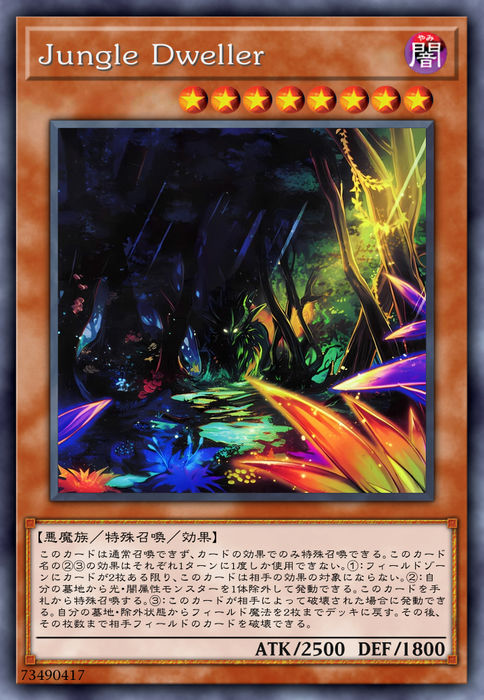 Jungle Dweller
やみ
闇
【悪魔族／特殊召喚／効果】
このカードは通常召喚できず、カードの効果でのみ特殊召喚できる。このカード
名の②③の効果はそれぞれ1ターンに1度しか使用できない。①：フィールドゾー
ンにカードが2枚ある限り、このカードは相手の効果の対象にならない。②：自
分の墓地から光・闇属性モンスターを1体除外して発動できる。このカードを手
札から特殊召喚する。③：このカードが相手によって破壊された場合に発動でき
る。自分の墓地・除外状態からフィールド魔法を2枚までデッキに戻す。その後、
その枚数まで相手フィールドのカードを破壊できる。
ATK/2500 DEF/1800
73490417